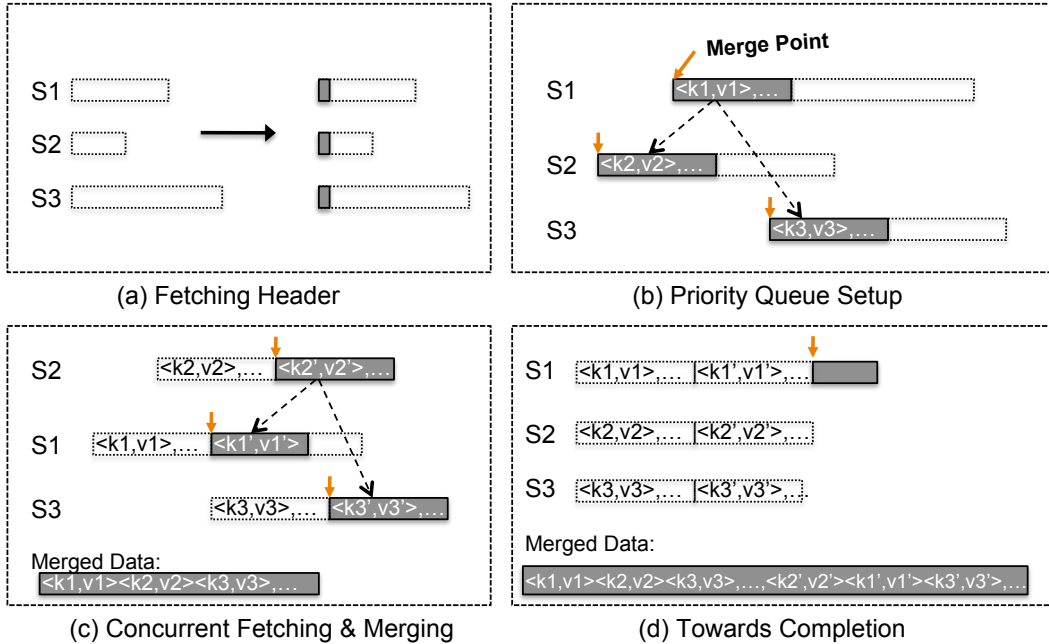 S1
S2
S3
(a) Fetching Header
Merge Point
S1 <k1,v1>,…
S2 <k2,v2>,…
S3 <k3,v3>,…
(b) Priority Queue Setup
S2 <k2,v2>,… <k2',v2'>,…
S1 <k1,v1>,… <k1',v1'>
S3 <k3,v3>,… <k3',v3'>,…
Merged Data:
<k1,v1><k2,v2><k3,v3>,…
(c) Concurrent Fetching & Merging
S1 <k1,v1>,… <k1',v1'>,…
S2 <k2,v2>,… <k2',v2'>,…
S3 <k3,v3>,… <k3',v3'>,….
Merged Data:
<k1,v1><k2,v2><k3,v3>,…,<k2',v2'><k1',v1'><k3',v3'>,…
(d) Towards Completion